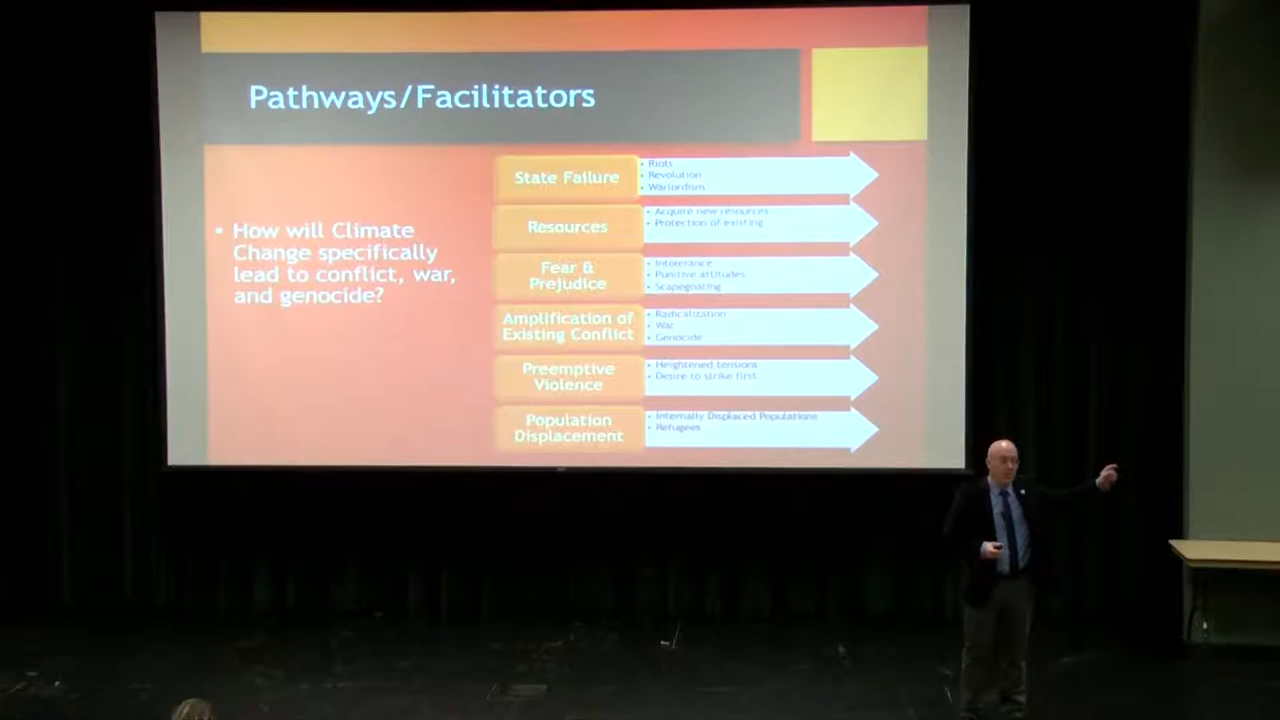 Pathways/Facilitators
• How will Climate
Change specifically
lead to conflict, war,
and genocide?
State Failure
• Riots
• Revolution
• Warlordism
Resources
• Acquire new resources
• Protection of existing
Fear &
Prejudice
• Intolerance
• Punitive attitudes
• Scapegoating
Amplification of
Existing Conflict
• Radicalization
• War
• Genocide
Preemptive
Violence
• Heightened tensions
• Desire to strike first
Population
Displacement
• Internally Displaced Populations
• Refugees